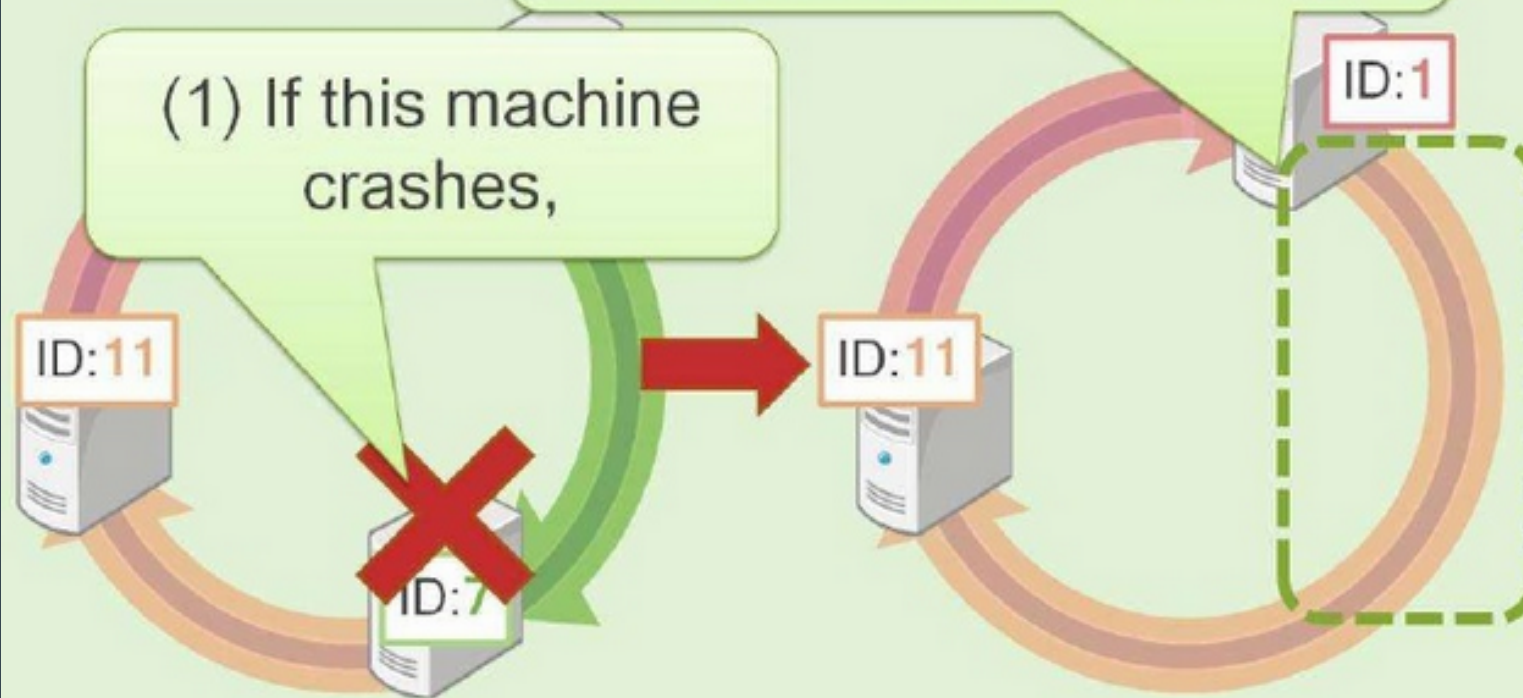 (1) If this machine
crashes,
ID:1
ID:11
ID:11
ID:7